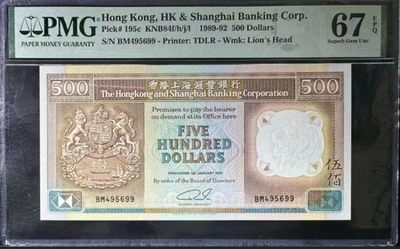 PMG
PAPER MONEY GUARANTY
Hong Kong, HK & Shanghai Banking Corp.
Pick# 195c KNB84f/h/j/l 1989-92 500 Dollars
S/N BM495699 - Printer: TDLR - Wmk: Lion's Head
67 EPQ
Superb Gem Unc
500
香港上海滙豐銀行
500
The Hongkong and Shanghai Banking Corporation
Promises to pay the bearer
on demand at its Office here
FIVE
HUNDRED
DOLLARS
By order of the Board of Directors
伍佰
BM495699
BM495699